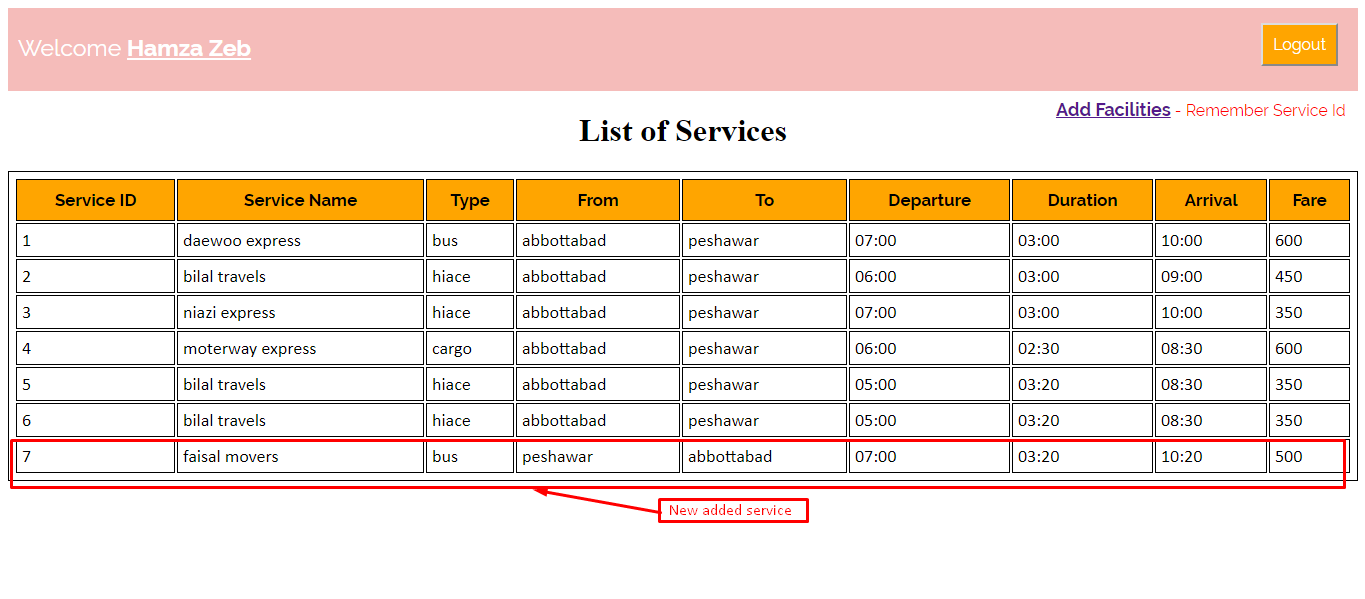 Welcome Hamza Zeb
Logout
Add Facilities - Remember Service Id
List of Services
Service ID Service Name Type From To Departure Duration Arrival Fare
1 daewoo express bus abbottabad peshawar 07:00 03:00 10:00 600
2 bilal travels hiace abbottabad peshawar 06:00 03:00 09:00 450
3 niazi express hiace abbottabad peshawar 07:00 03:00 10:00 350
4 moterway express cargo abbottabad peshawar 06:00 02:30 08:30 600
5 bilal travels hiace abbottabad peshawar 05:00 03:20 08:30 350
6 bilal travels hiace abbottabad peshawar 05:00 03:20 08:30 350
7 faisal movers bus peshawar abbottabad 07:00 03:20 10:20 500
New added service